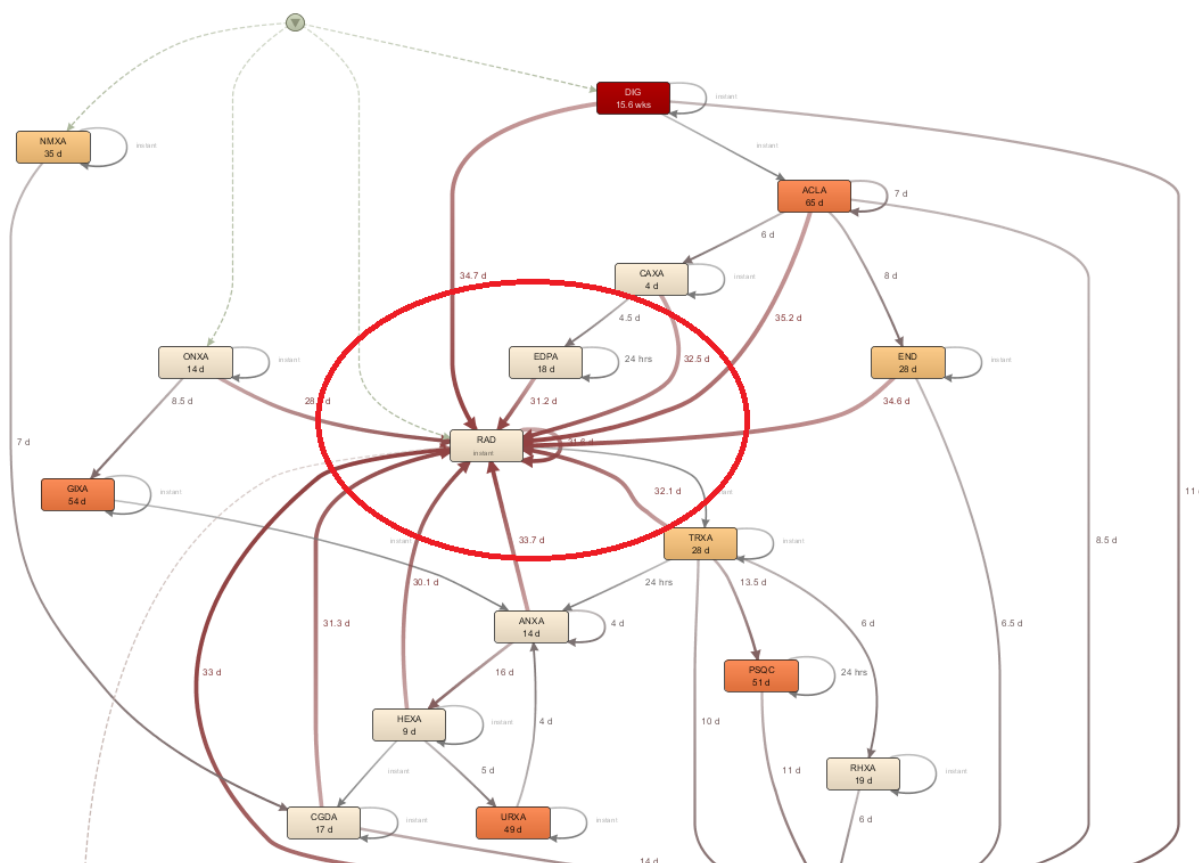 DIG
15.6 wks
instant
NMXA
35 d
instant
instant
ACLA
65 d
7 d
6 d
CAXA
4 d
instant
8 d
34.7 d
4.5 d
35.2 d
ONXA
14 d
instant
EDPA
18 d
24 hrs
32.5 d
END
28 d
instant
8.5 d
31.2 d
34.6 d
7 d
RAD
instant
GIXA
54 d
instant
32.1 d
11
instant
33.7 d
TRXA
28 d
instant
8.5 d
30.1 d
24 hrs
13.5 d
31.3 d
ANXA
14 d
4 d
6 d
6.5 d
33 d
16 d
PSQC
51 d
24 hrs
HEXA
9 d
instant
4 d
10 d
instant
5 d
11 d
RHXA
19 d
instant
CGDA
17 d
instant
URXA
49 d
instant
6 d
14 d